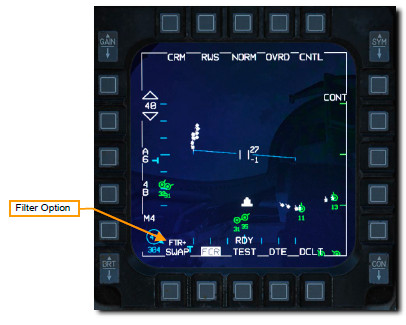 GAIN
SYM
CRM RWS NORM OVRD CNTL
40
CONT
27
-1
A
6
4
B
31
35
11
13
M4
Filter Option
FTR+
304
RDY
SWAP FCR TEST DTE DCLT
BRT
CON